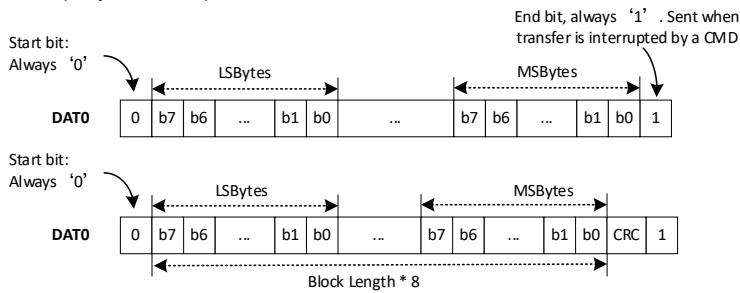 End bit, always ‘1’ . Sent when
transfer is interrupted by a CMD
Start bit:
Always ‘0’
LSBytes MSBytes
DAT0 0 b7 b6 ... b1 b0 ... b7 b6 ... b1 b0 1
Start bit:
Always ‘0’
LSBytes MSBytes
DAT0 0 b7 b6 ... b1 b0 ... b7 b6 ... b1 b0 CRC 1
Block Length * 8